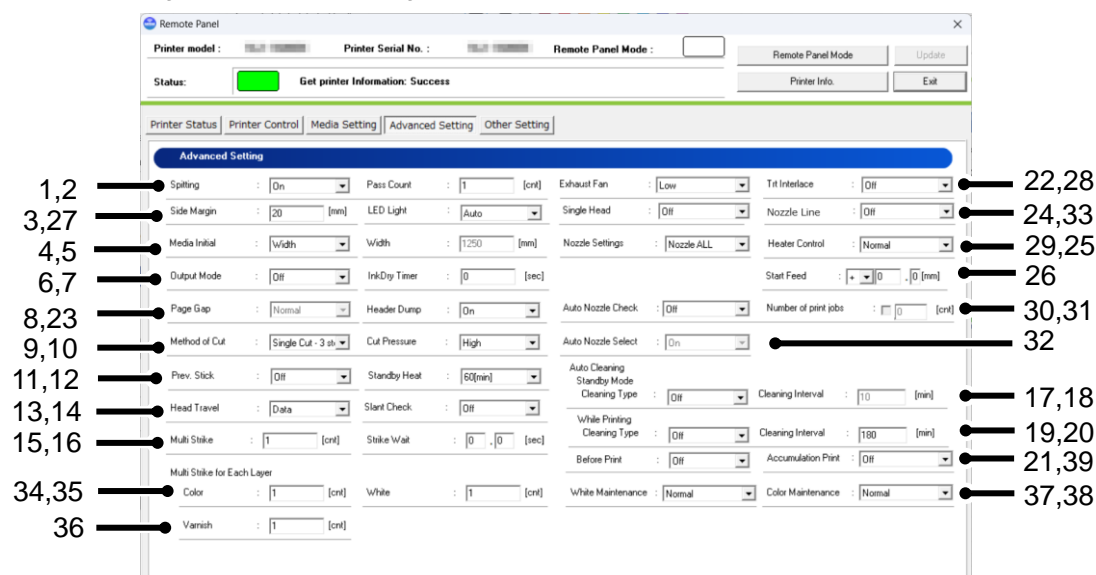 Remote Panel
Printer model : Printer Serial No. : Remote Panel Mode : Remote Panel Mode Update
Status: Get printer Information: Success Printer Info. Exit
Printer Status Printer Control Media Setting Advanced Setting Other Setting
Advanced Setting
1,2 Spitting : On Pass Count : 1 [cnt] Exhaust Fan : Low Trt Interlace : Off 22,28
3,27 Side Margin : 20 [mm] LED Light : Auto Single Head : Off Nozzle Line : Off 24,33
4,5 Media Initial : Width Width : 1250 [mm] Nozzle Settings : Nozzle ALL Heater Control : Normal 29,25
6,7 Output Mode : Off InkDry Timer : 0 [sec] Start Feed : + 0 . 0 [mm] 26
8,23 Page Gap : Normal Header Dump : On Auto Nozzle Check : Off Number of print jobs : 0 [cnt] 30,31
9,10 Method of Cut : Single Cut - 3 Cut Pressure : High Auto Nozzle Select : On 32
11,12 Prev. Stick : Off Standby Heat : 60[min] Auto Cleaning
Standby Mode
Cleaning Type : Off Cleaning Interval : 10 [min] 17,18
13,14 Head Travel : Data Slant Check : Off
While Printing
15,16 Multi Strike : 1 [cnt] Strike Wait : 0 . 0 [sec] Cleaning Type : Off Cleaning Interval : 180 [min] 19,20
Before Print : Off Accumulation Print : Off 21,39
Multi Strike for Each Layer
34,35 Color : 1 [cnt] White : 1 [cnt] White Maintenance : Normal Color Maintenance : Normal 37,38
36 Varnish : 1 [cnt]